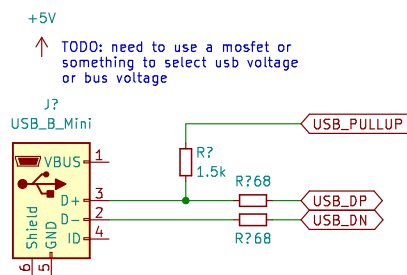 +5V
TODO: need to use a mosfet or
something to select usb voltage
or bus voltage
J?
USB_B_Mini
USB_PULLUP
VBUS 1
R?
1.5k
D+ 3
R?68
USB_DP
D- 2
USB_DN
ID 4
R?68
Shield
GND
6
5